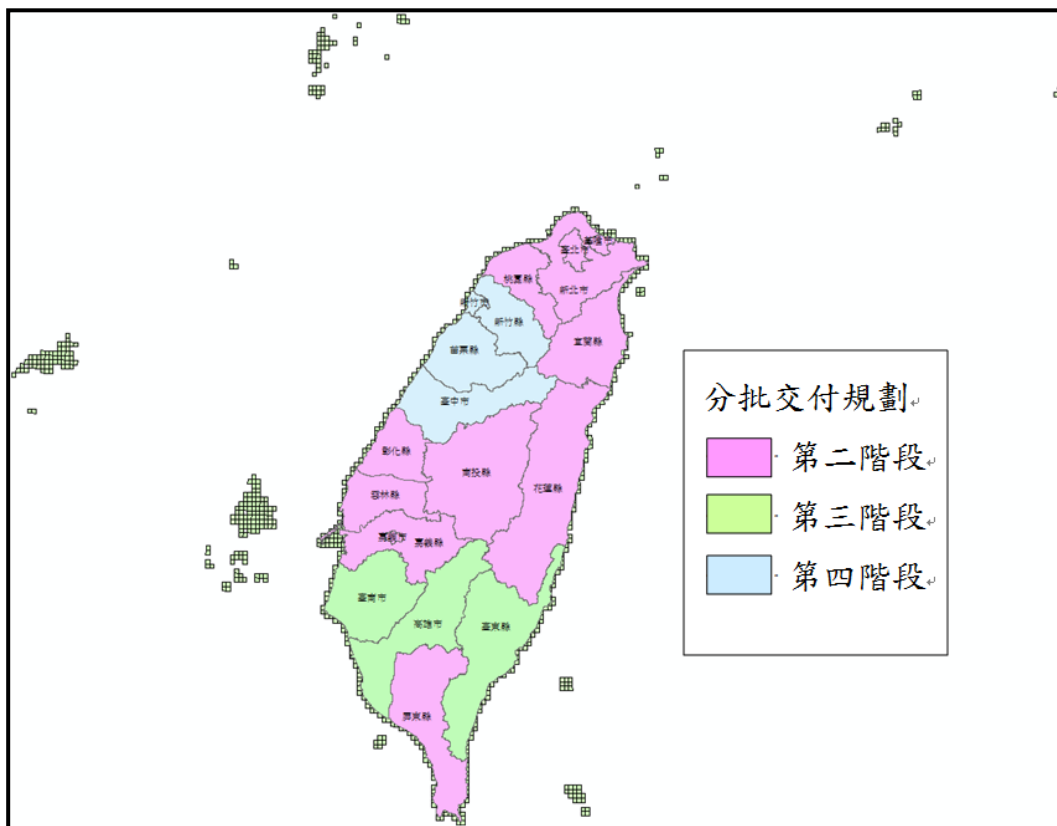 基隆市
臺北市
桃園縣
新北市
新竹市
新竹縣
宜蘭縣
苗栗縣
臺中市
彰化縣
南投縣
花蓮縣
雲林縣
嘉義市
嘉義縣
臺南市
高雄市
臺東縣
屏東縣
分批交付規劃
第二階段
第三階段
第四階段